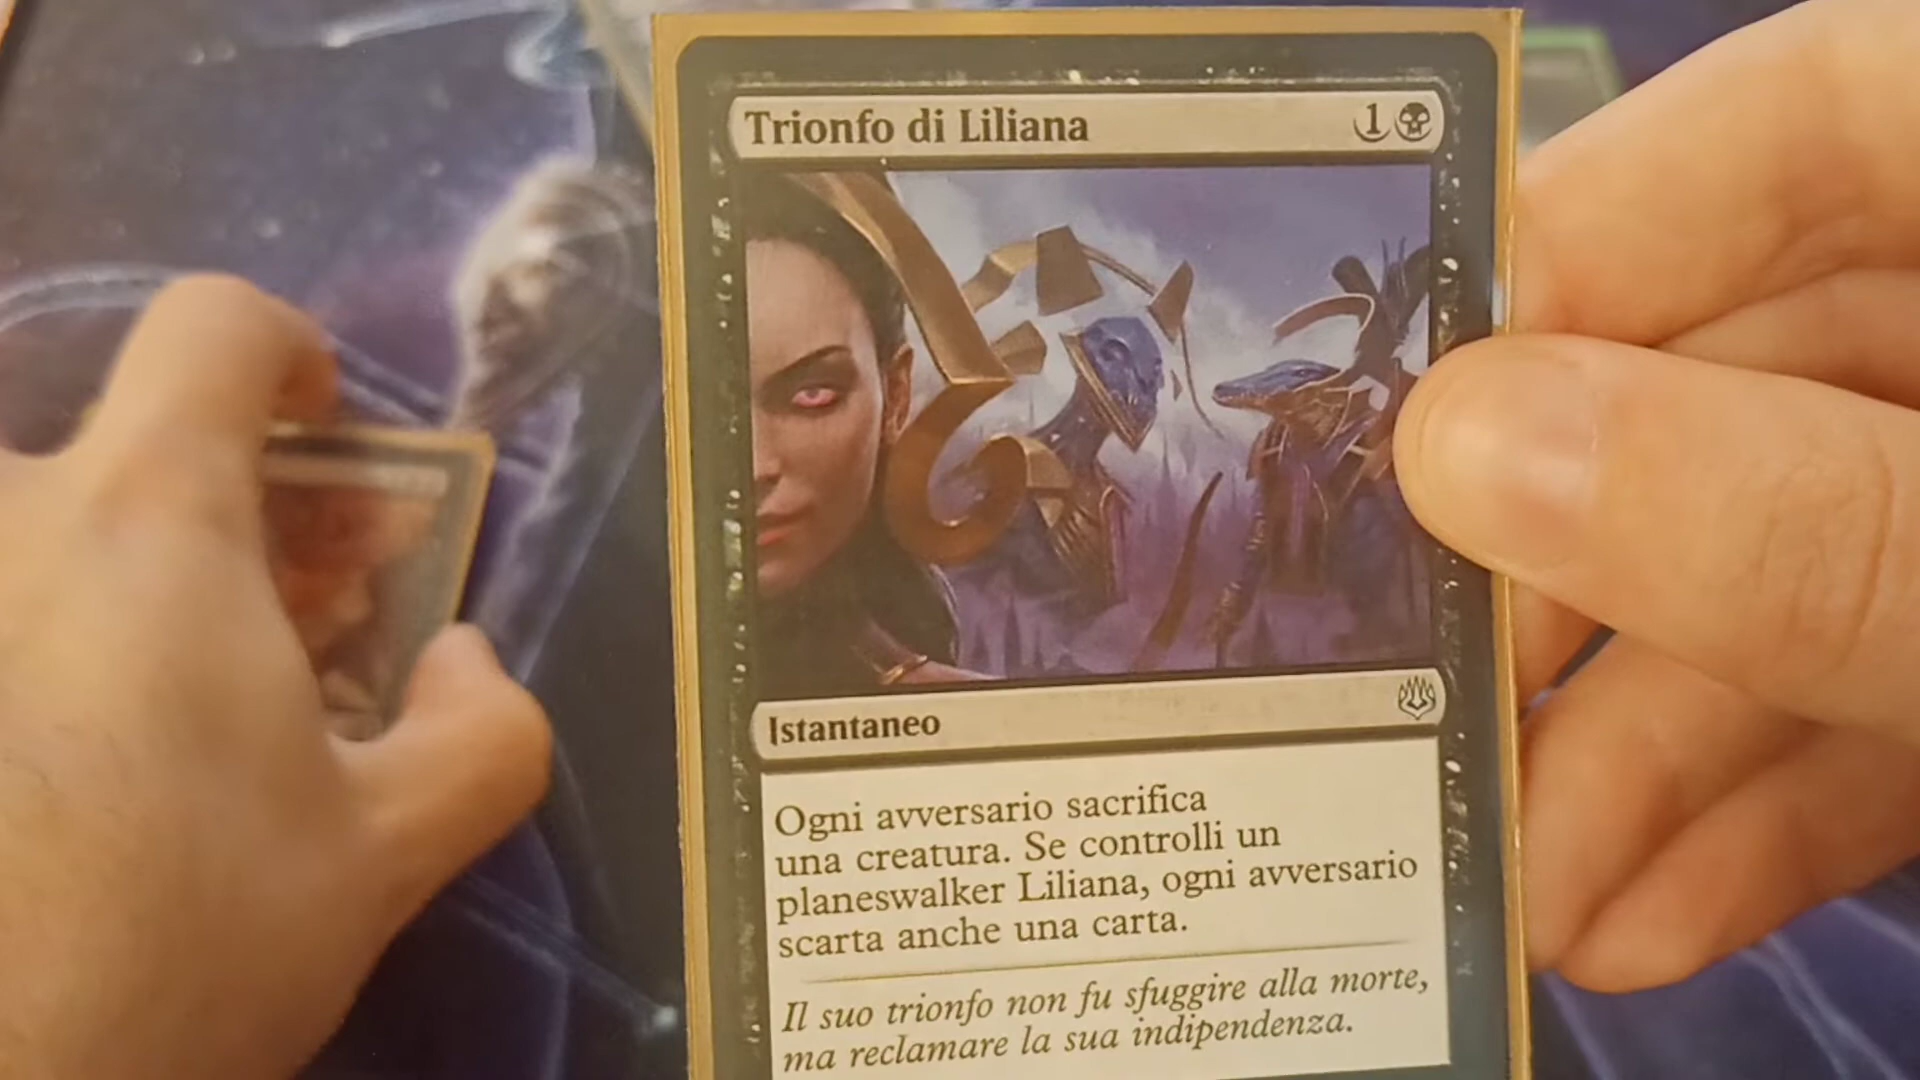 Trionfo di Liliana 1
Istantaneo
Ogni avversario sacrifica
una creatura. Se controlli un
planeswalker Liliana, ogni avversario
scarta anche una carta.
Il suo trionfo non fu sfuggire alla morte,
ma reclamare la sua indipendenza.